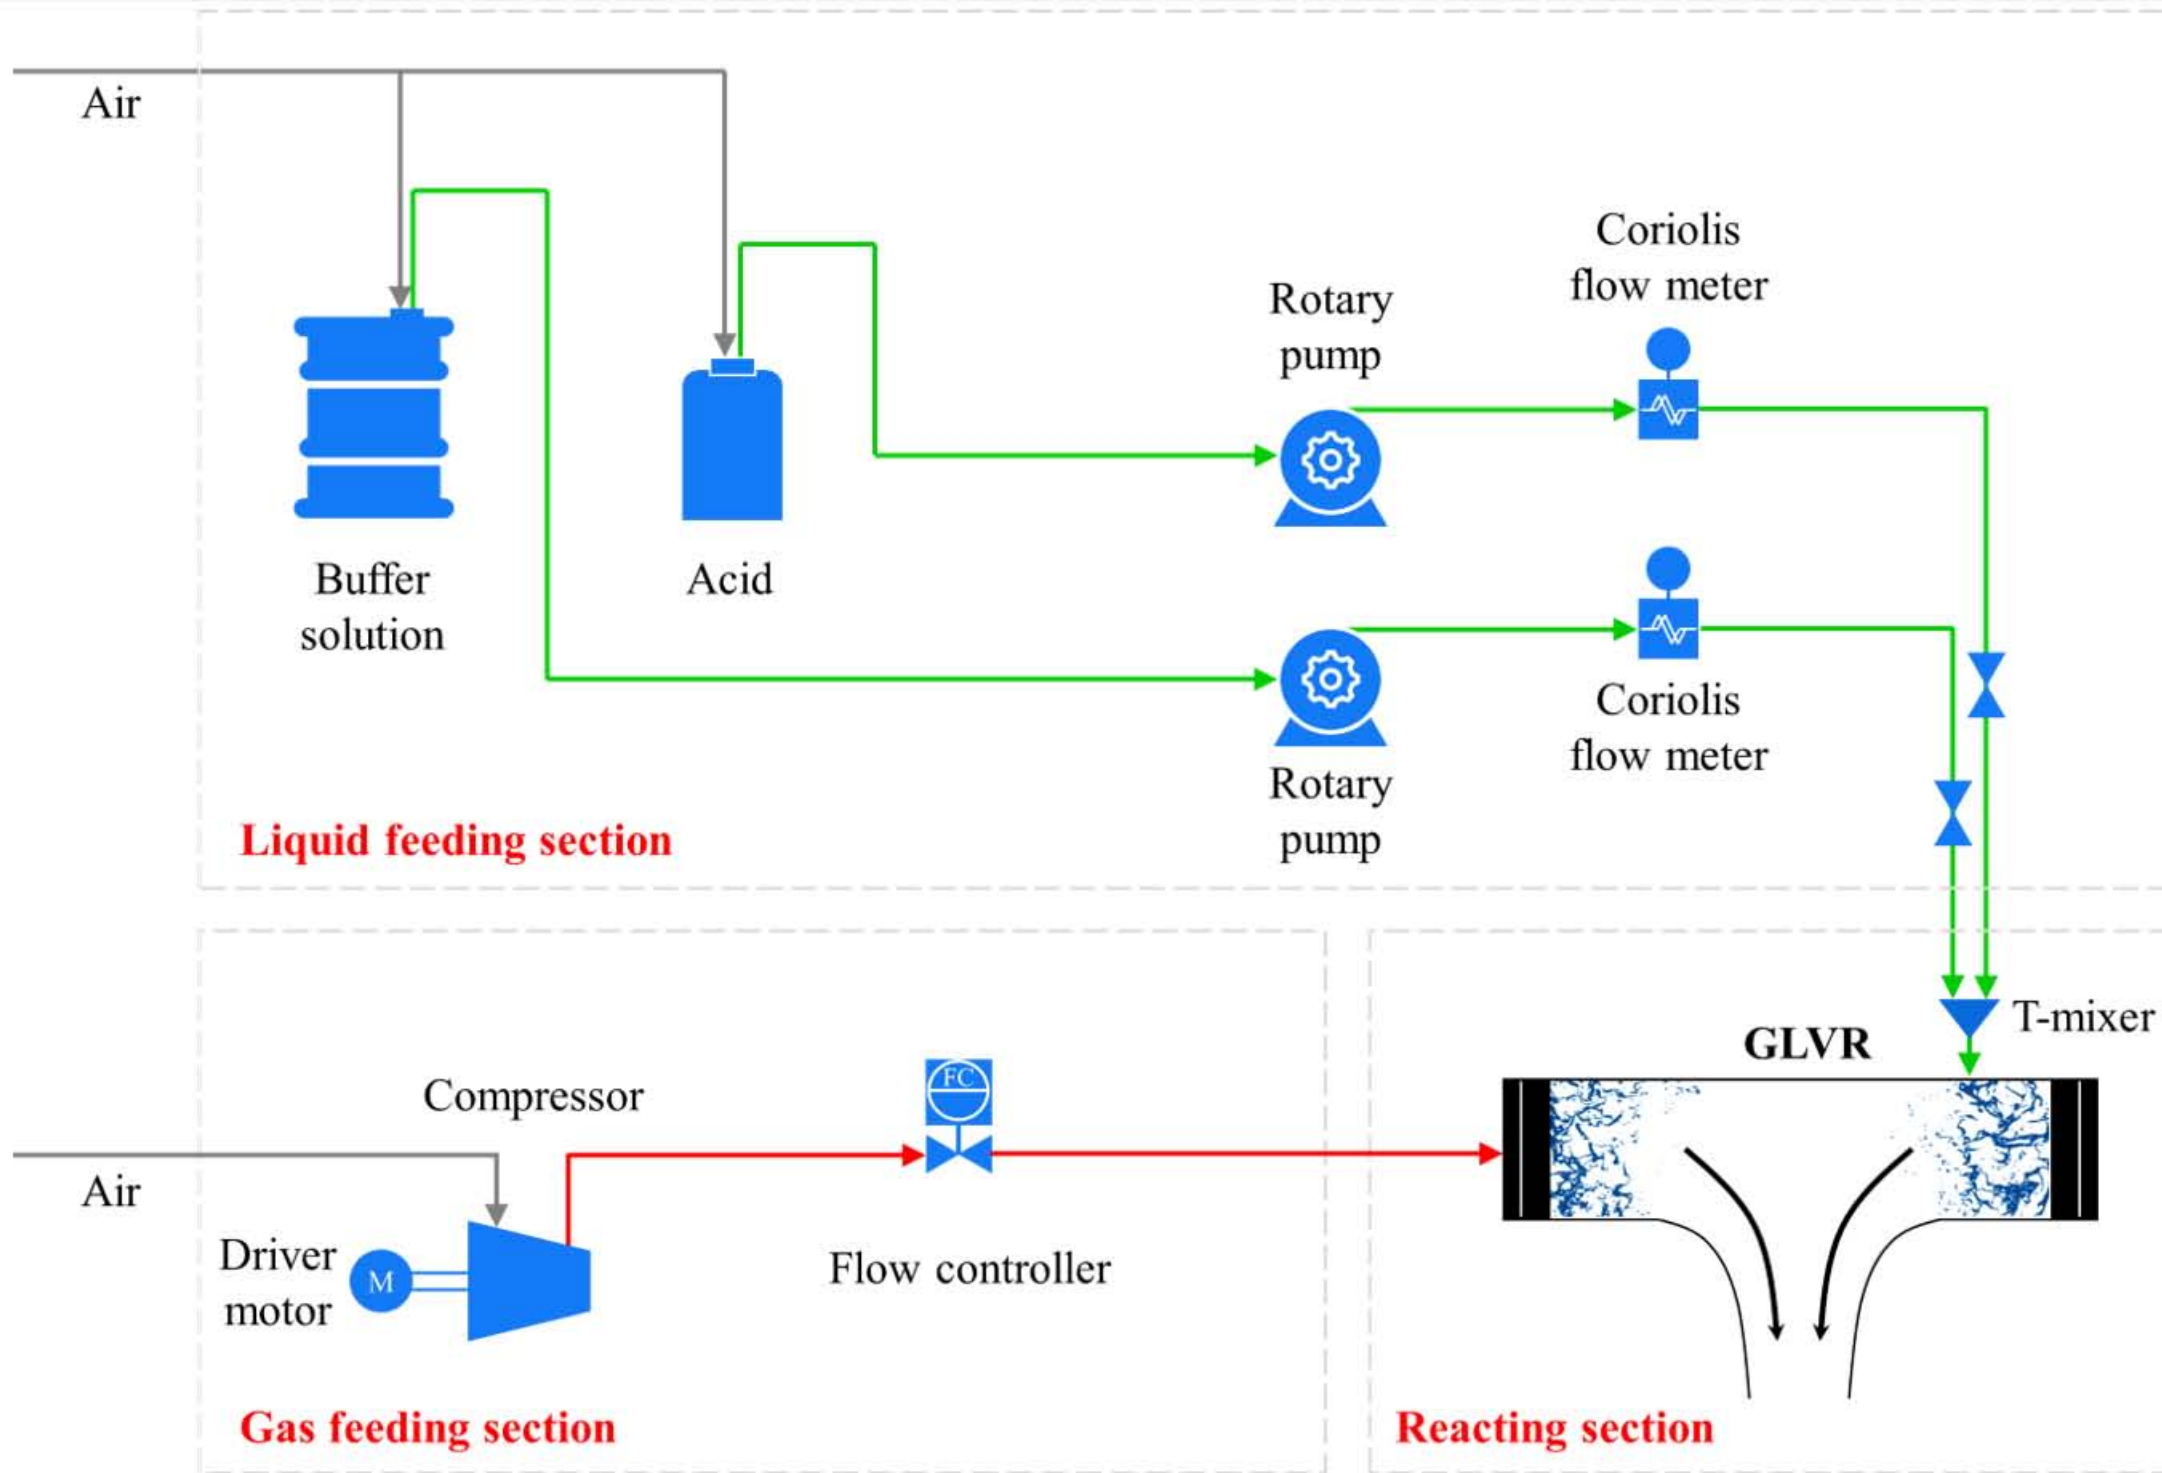 Air
Coriolis
flow meter
Rotary
pump
Buffer
solution
Acid
Coriolis
flow meter
Rotary
pump
Liquid feeding section
T-mixer
GLVR
Compressor
FC
Air
Driver
motor
M
Flow controller
Gas feeding section
Reacting section